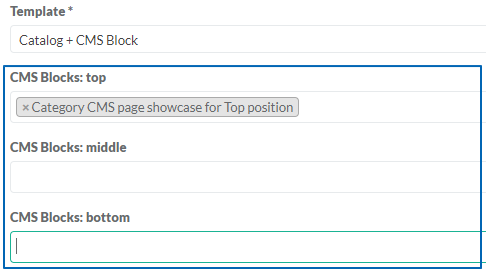 Template *
Catalog + CMS Block
CMS Blocks: top
× Category CMS page showcase for Top position
CMS Blocks: middle
CMS Blocks: bottom